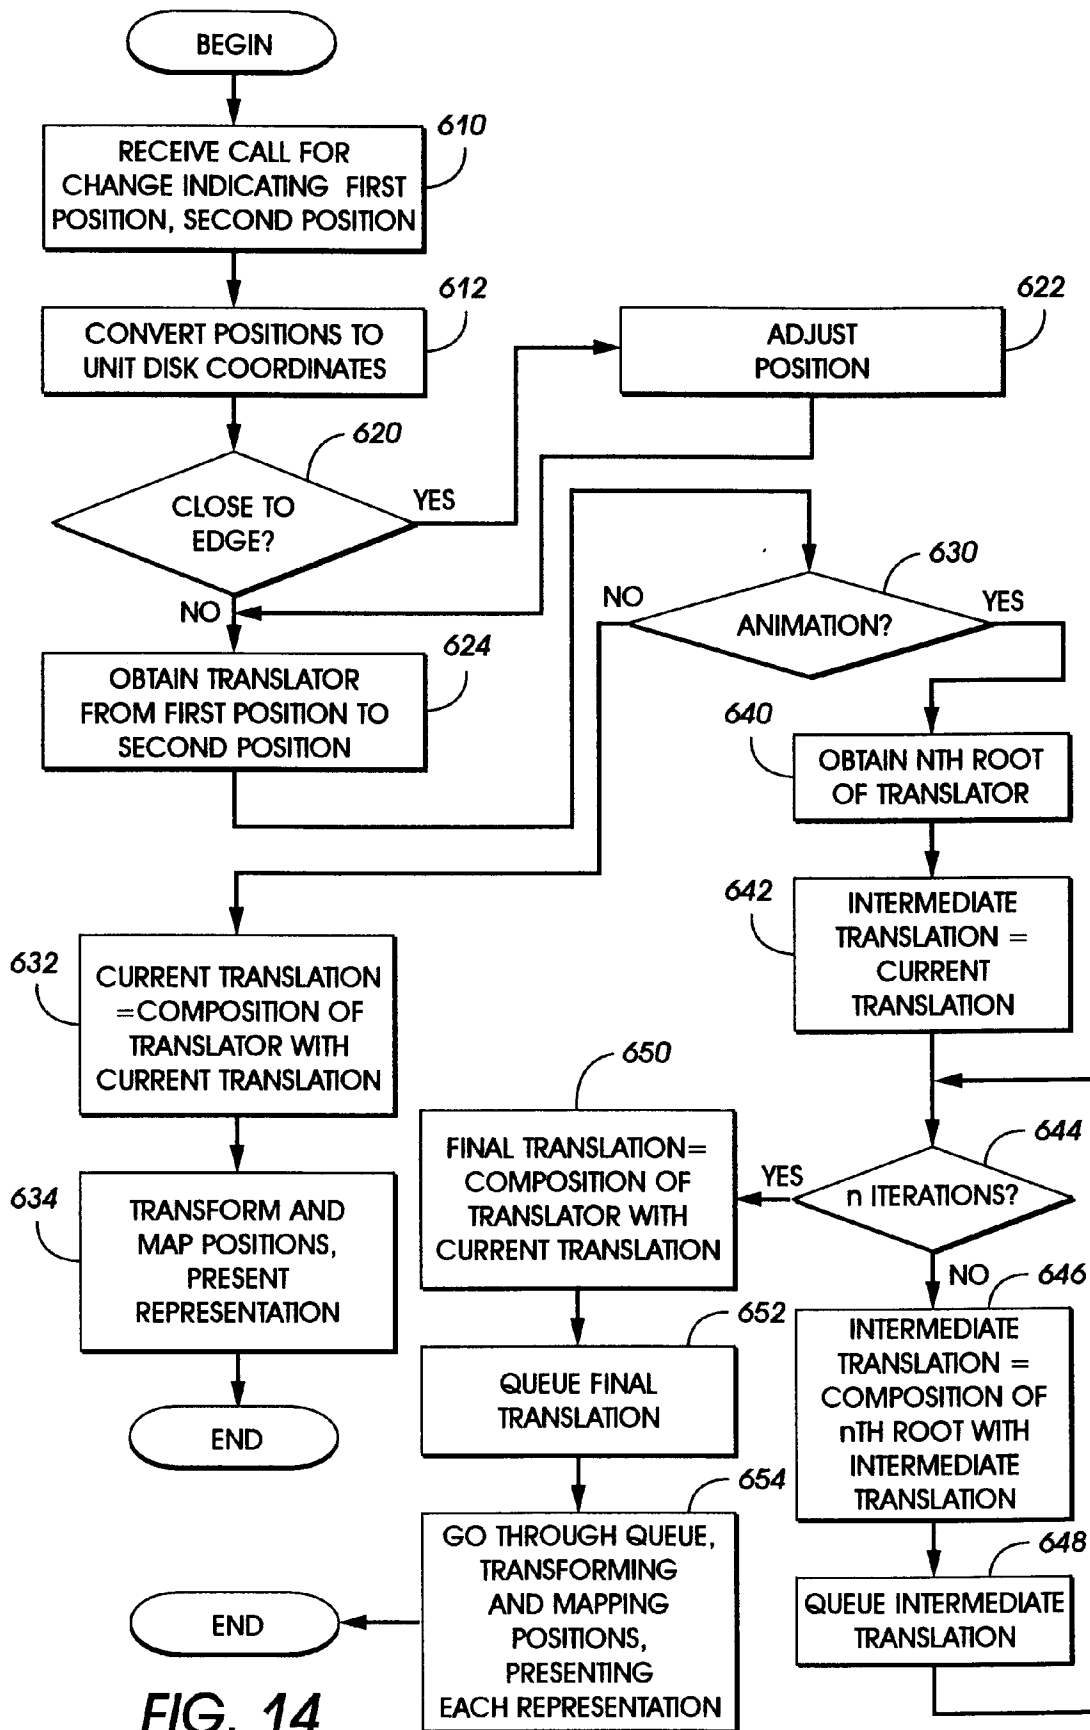 BEGIN
610
RECEIVE CALL FOR
CHANGE INDICATING FIRST
POSITION, SECOND POSITION
612
CONVERT POSITIONS TO
UNIT DISK COORDINATES
622
ADJUST
POSITION
620
CLOSE TO
EDGE?
YES
NO
624
OBTAIN TRANSLATOR
FROM FIRST POSITION TO
SECOND POSITION
630
ANIMATION?
NO
YES
632
CURRENT TRANSLATION
=COMPOSITION OF
TRANSLATOR WITH
CURRENT TRANSLATION
634
TRANSFORM AND
MAP POSITIONS,
PRESENT
REPRESENTATION
END
640
OBTAIN NTH ROOT
OF TRANSLATOR
642
INTERMEDIATE
TRANSLATION =
CURRENT
TRANSLATION
644
n ITERATIONS?
YES
NO
646
INTERMEDIATE
TRANSLATION =
COMPOSITION OF
nTH ROOT WITH
INTERMEDIATE
TRANSLATION
648
QUEUE INTERMEDIATE
TRANSLATION
650
FINAL TRANSLATION=
COMPOSITION OF
TRANSLATOR WITH
CURRENT TRANSLATION
652
QUEUE FINAL
TRANSLATION
654
GO THROUGH QUEUE,
TRANSFORMING
AND MAPPING
POSITIONS,
PRESENTING
EACH REPRESENTATION
END
FIG. 14